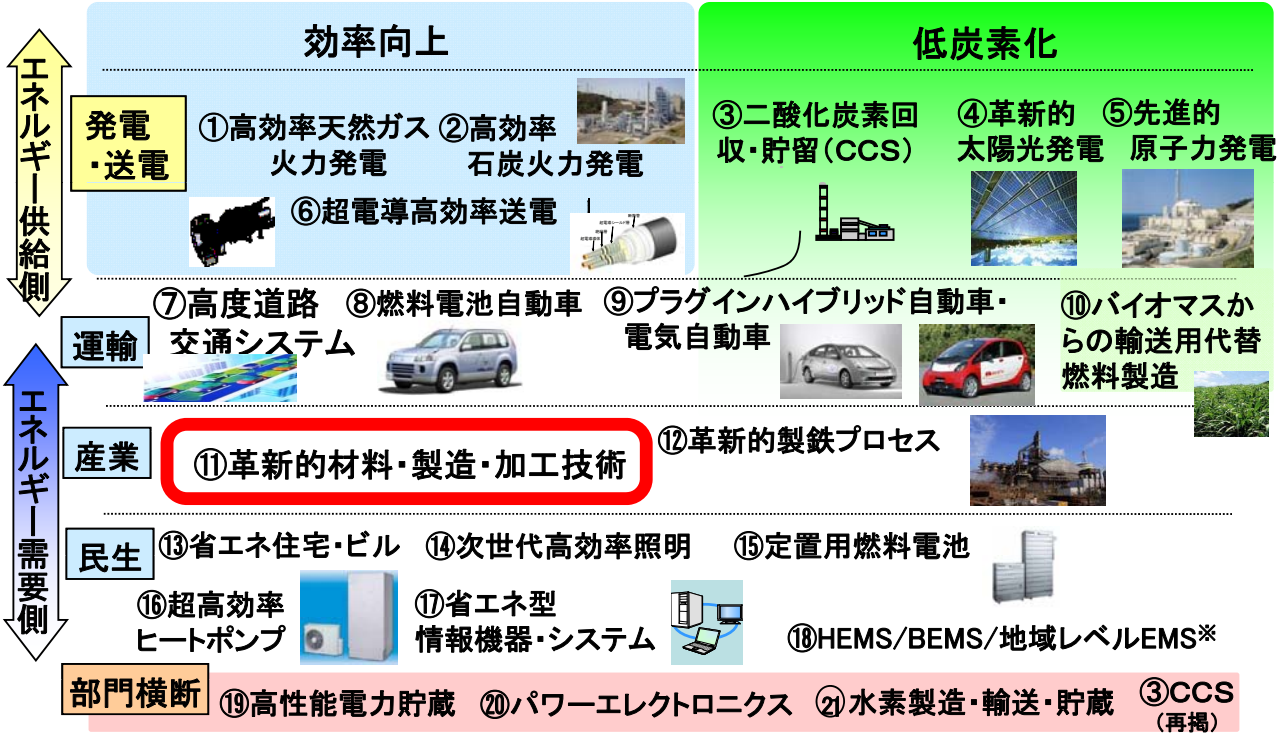 効率向上
低炭素化
エネルギー供給側
発電
・送電
①高効率天然ガス
火力発電
②高効率
石炭火力発電
③二酸化炭素回
収・貯留(CCS)
④革新的
太陽光発電
⑤先進的
原子力発電
⑥超電導高効率送電
運輸
⑦高度道路
交通システム
⑧燃料電池自動車
⑨プラグインハイブリッド自動車・
電気自動車
⑩バイオマスか
らの輸送用代替
燃料製造
エネルギー需要側
産業
⑪革新的材料・製造・加工技術
⑫革新的製鉄プロセス
民生
⑬省エネ住宅・ビル
⑭次世代高効率照明
⑮定置用燃料電池
⑯超高効率
ヒートポンプ
⑰省エネ型
情報機器・システム
⑱HEMS/BEMS/地域レベルEMS※
部門横断
⑲高性能電力貯蔵
⑳パワーエレクトロニクス
㉑水素製造・輸送・貯蔵
③CCS
(再掲)